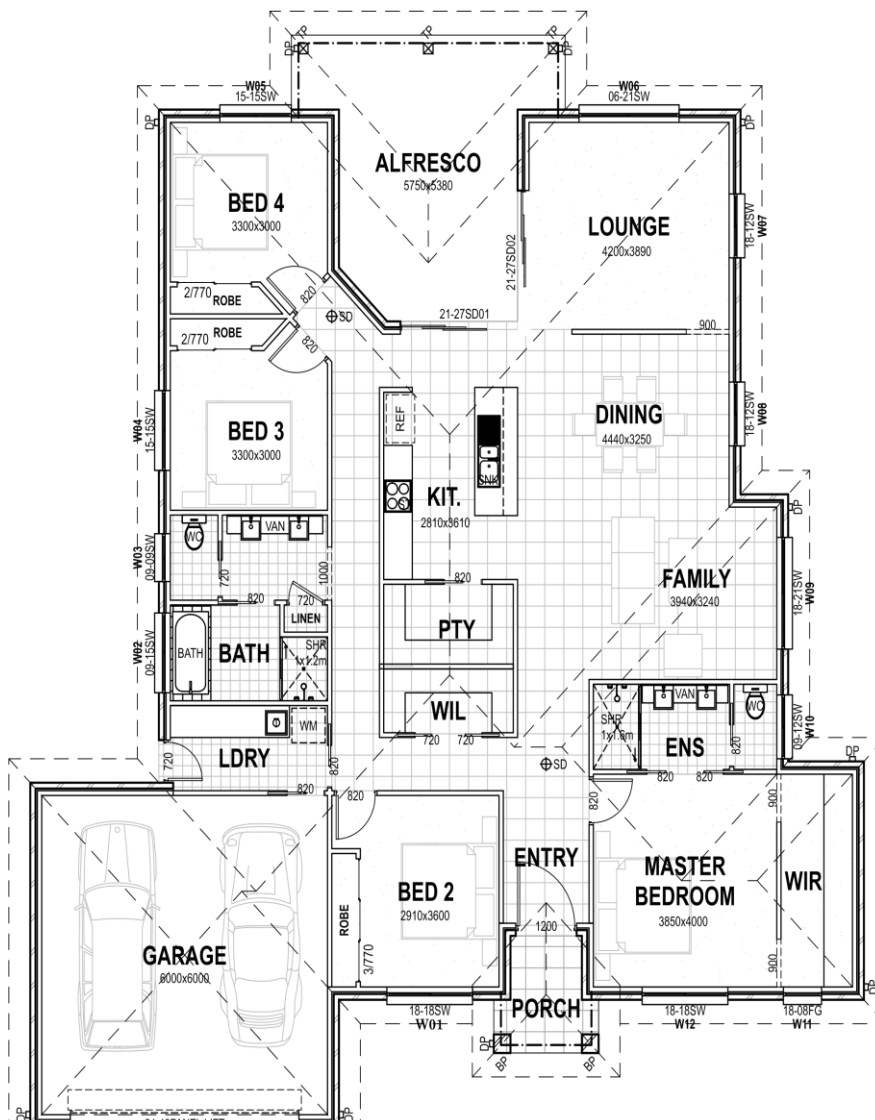 TP TP TP
DP DP
W05
15-15SW
W06
06-21SW
DP DP
ALFRESCO
5750x5380
BED 4
3300x3000
LOUNGE
4200x3890
18-12SW
W07
21-27SD02
2/770
ROBE
820
SD
21-27SD01
900
ROBE
2/770
820
REF
DINING
4440x3250
18-12SW
W08
W04
15-15SW
BED 3
3300x3000
SNK
KIT.
2810x3610
DP
WC
VAN
W03
09-09SW
720
820
1000
720
LINEN
820
FAMILY
3940x3240
18-21SW
W09
W02
09-15SW
BATH
BATH
SHR
1x1.2m
PTY
WIL
720 720
SHR
1x1.6m
VAN
WC
ENS
820
09-12SW
W10
WM
LDRY
720
820
820
820
SD
820 820
DP
820
900
ENTRY
MASTER
BEDROOM
3850x4000
WIR
BED 2
2910x3600
ROBE
3/770
GARAGE
6000x6000
1200
900
DP
PORCH
18-18SW
W01
18-18SW
W12
18-08FG
W11
DP
BP BP
DP DP